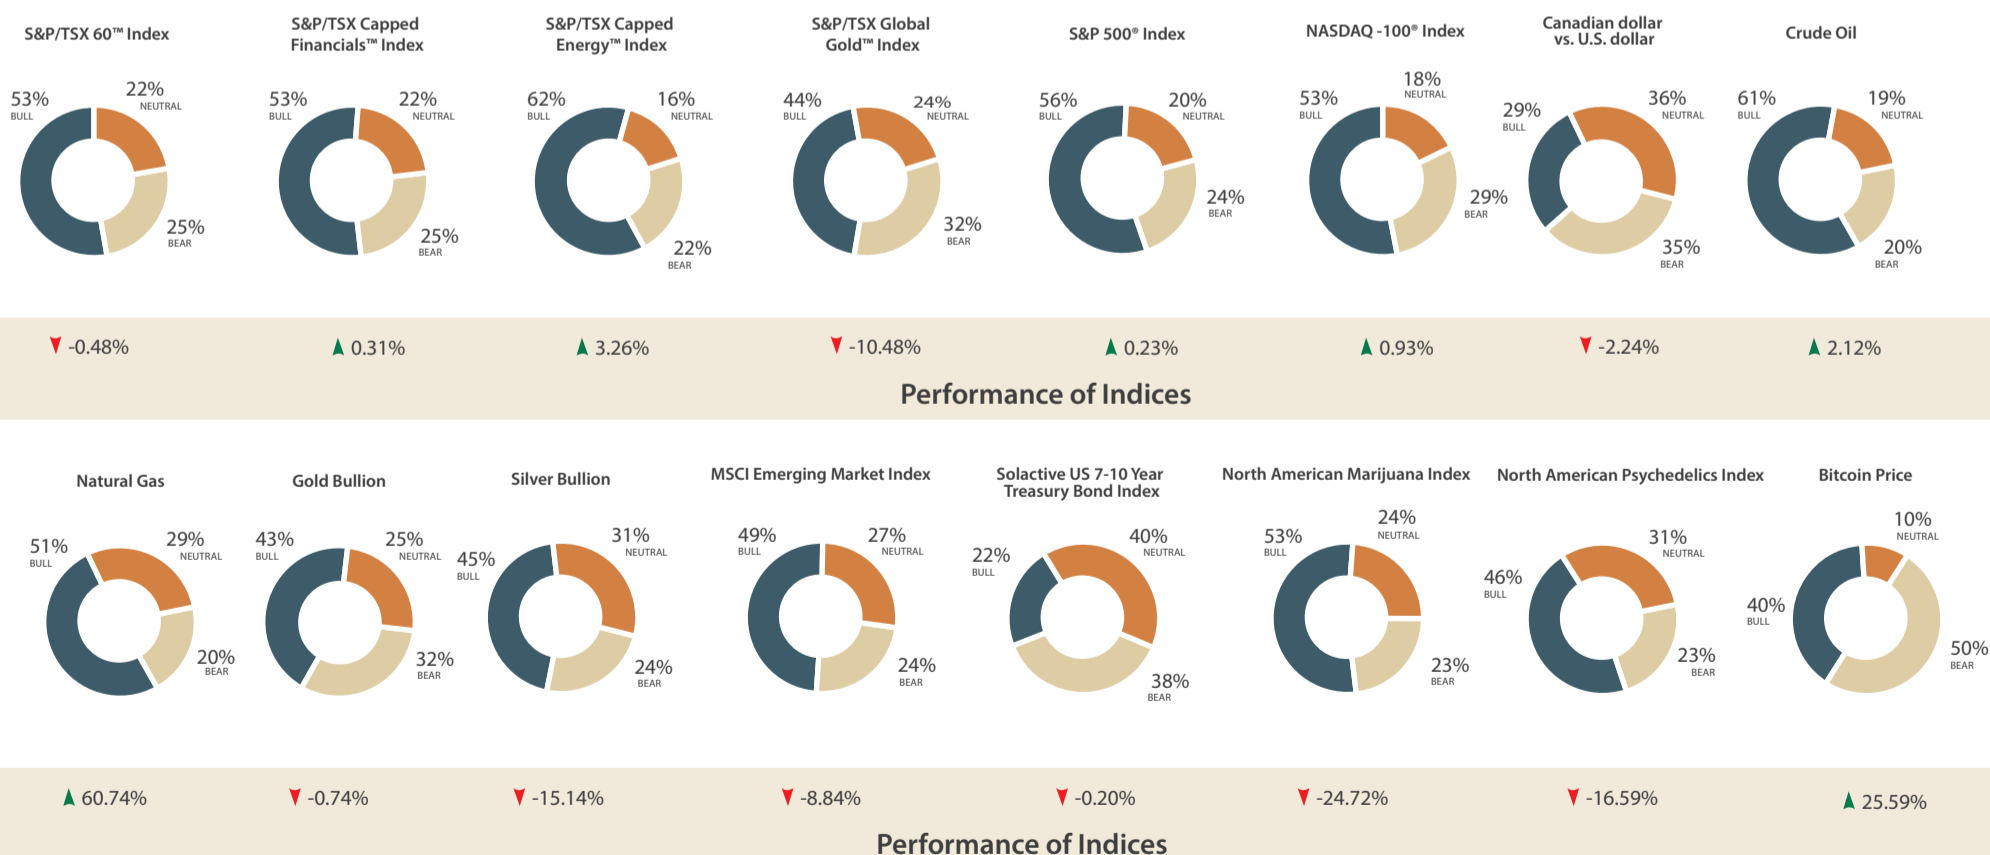 S&P/TSX 60™ Index
53%
BULL
22%
NEUTRAL
25%
BEAR
S&P/TSX Capped
Financials™ Index
53%
BULL
22%
NEUTRAL
25%
BEAR
S&P/TSX Capped
Energy™ Index
62%
BULL
16%
NEUTRAL
22%
BEAR
S&P/TSX Global
Gold™ Index
44%
BULL
24%
NEUTRAL
32%
BEAR
S&P 500® Index
56%
BULL
20%
NEUTRAL
24%
BEAR
NASDAQ -100® Index
53%
BULL
18%
NEUTRAL
29%
BEAR
Canadian dollar
vs. U.S. dollar
29%
BULL
36%
NEUTRAL
35%
BEAR
Crude Oil
61%
BULL
19%
NEUTRAL
20%
BEAR
-0.48%
0.31%
3.26%
-10.48%
0.23%
0.93%
-2.24%
2.12%
Performance of Indices
Natural Gas
51%
BULL
29%
NEUTRAL
20%
BEAR
Gold Bullion
43%
BULL
25%
NEUTRAL
32%
BEAR
Silver Bullion
45%
BULL
31%
NEUTRAL
24%
BEAR
MSCI Emerging Market Index
49%
BULL
27%
NEUTRAL
24%
BEAR
Solactive US 7-10 Year
Treasury Bond Index
22%
BULL
40%
NEUTRAL
38%
BEAR
North American Marijuana Index
53%
BULL
24%
NEUTRAL
23%
BEAR
North American Psychedelics Index
46%
BULL
31%
NEUTRAL
23%
BEAR
Bitcoin Price
40%
BULL
10%
NEUTRAL
50%
BEAR
60.74%
-0.74%
-15.14%
-8.84%
-0.20%
-24.72%
-16.59%
25.59%
Performance of Indices